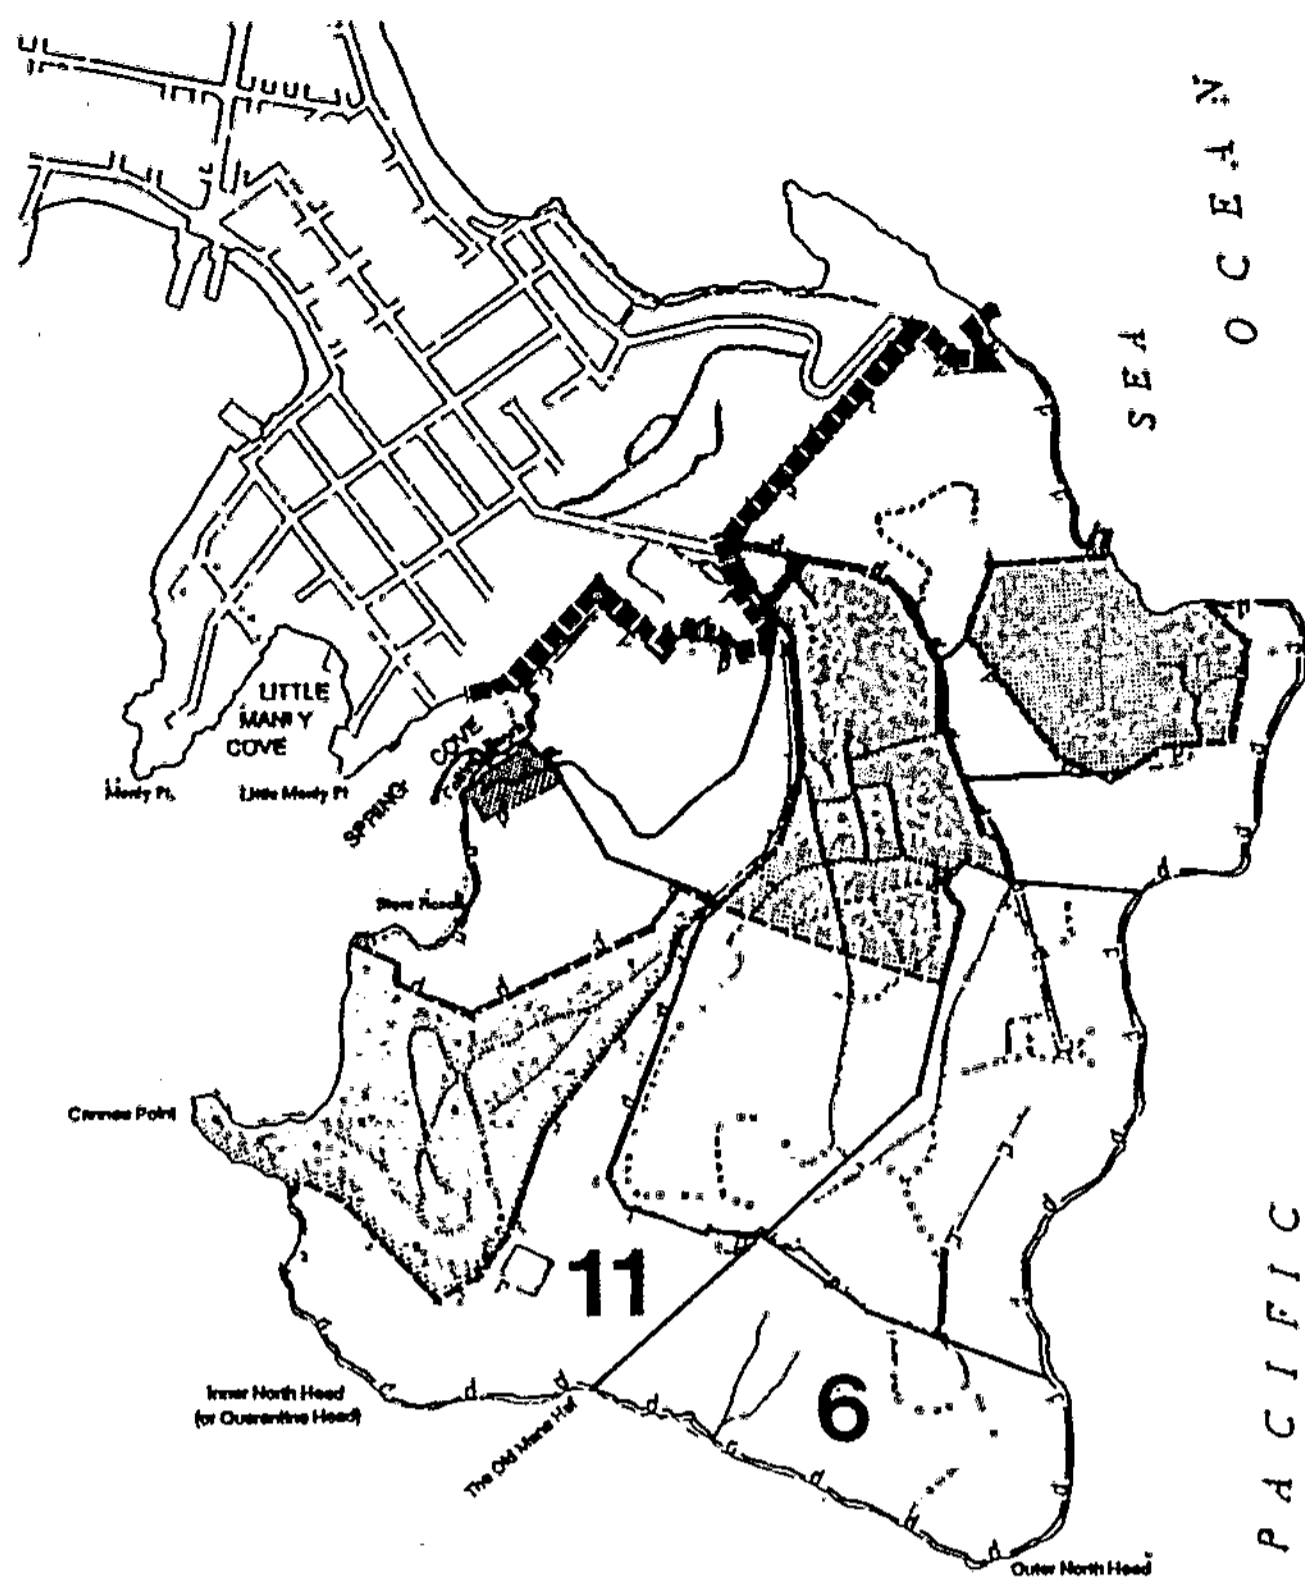 SEA
PACIFIC OCEAN
LITTLE
MANLY
COVE
SPRING COVE
Manly Pt.
Little Manly Pt
Store Beach
Cannae Point
11
Inner North Head
(or Quarantine Head)
The Old Mans Hat
6
Outer North Head